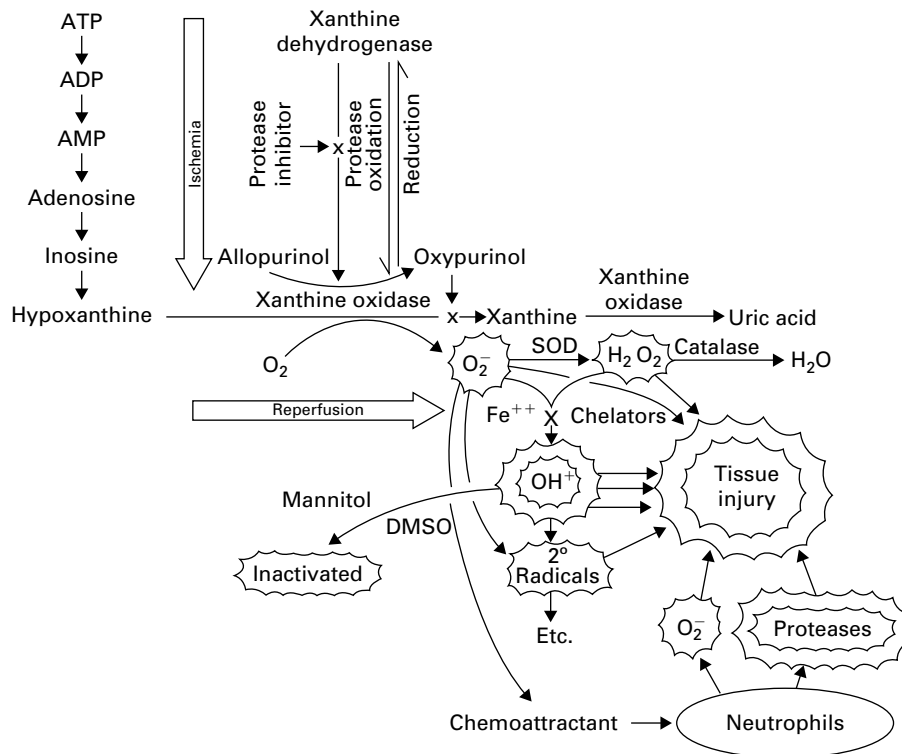 ATP
Xanthine
dehydrogenase
ADP
AMP
Ischemia
Protease
inhibitor
x
Protease
oxidation
Reduction
Adenosine
Inosine
Allopurinol
Oxypurinol
Hypoxanthine
Xanthine oxidase
x
Xanthine
Xanthine
oxidase
Uric acid
O₂
O₂⁻
SOD
H₂ O₂
Catalase
H₂O
Reperfusion
Fe⁺⁺
X
Chelators
OH⁺
Tissue
injury
Mannitol
DMSO
Inactivated
2º
Radicals
Etc.
O₂⁻
Proteases
Chemoattractant
Neutrophils